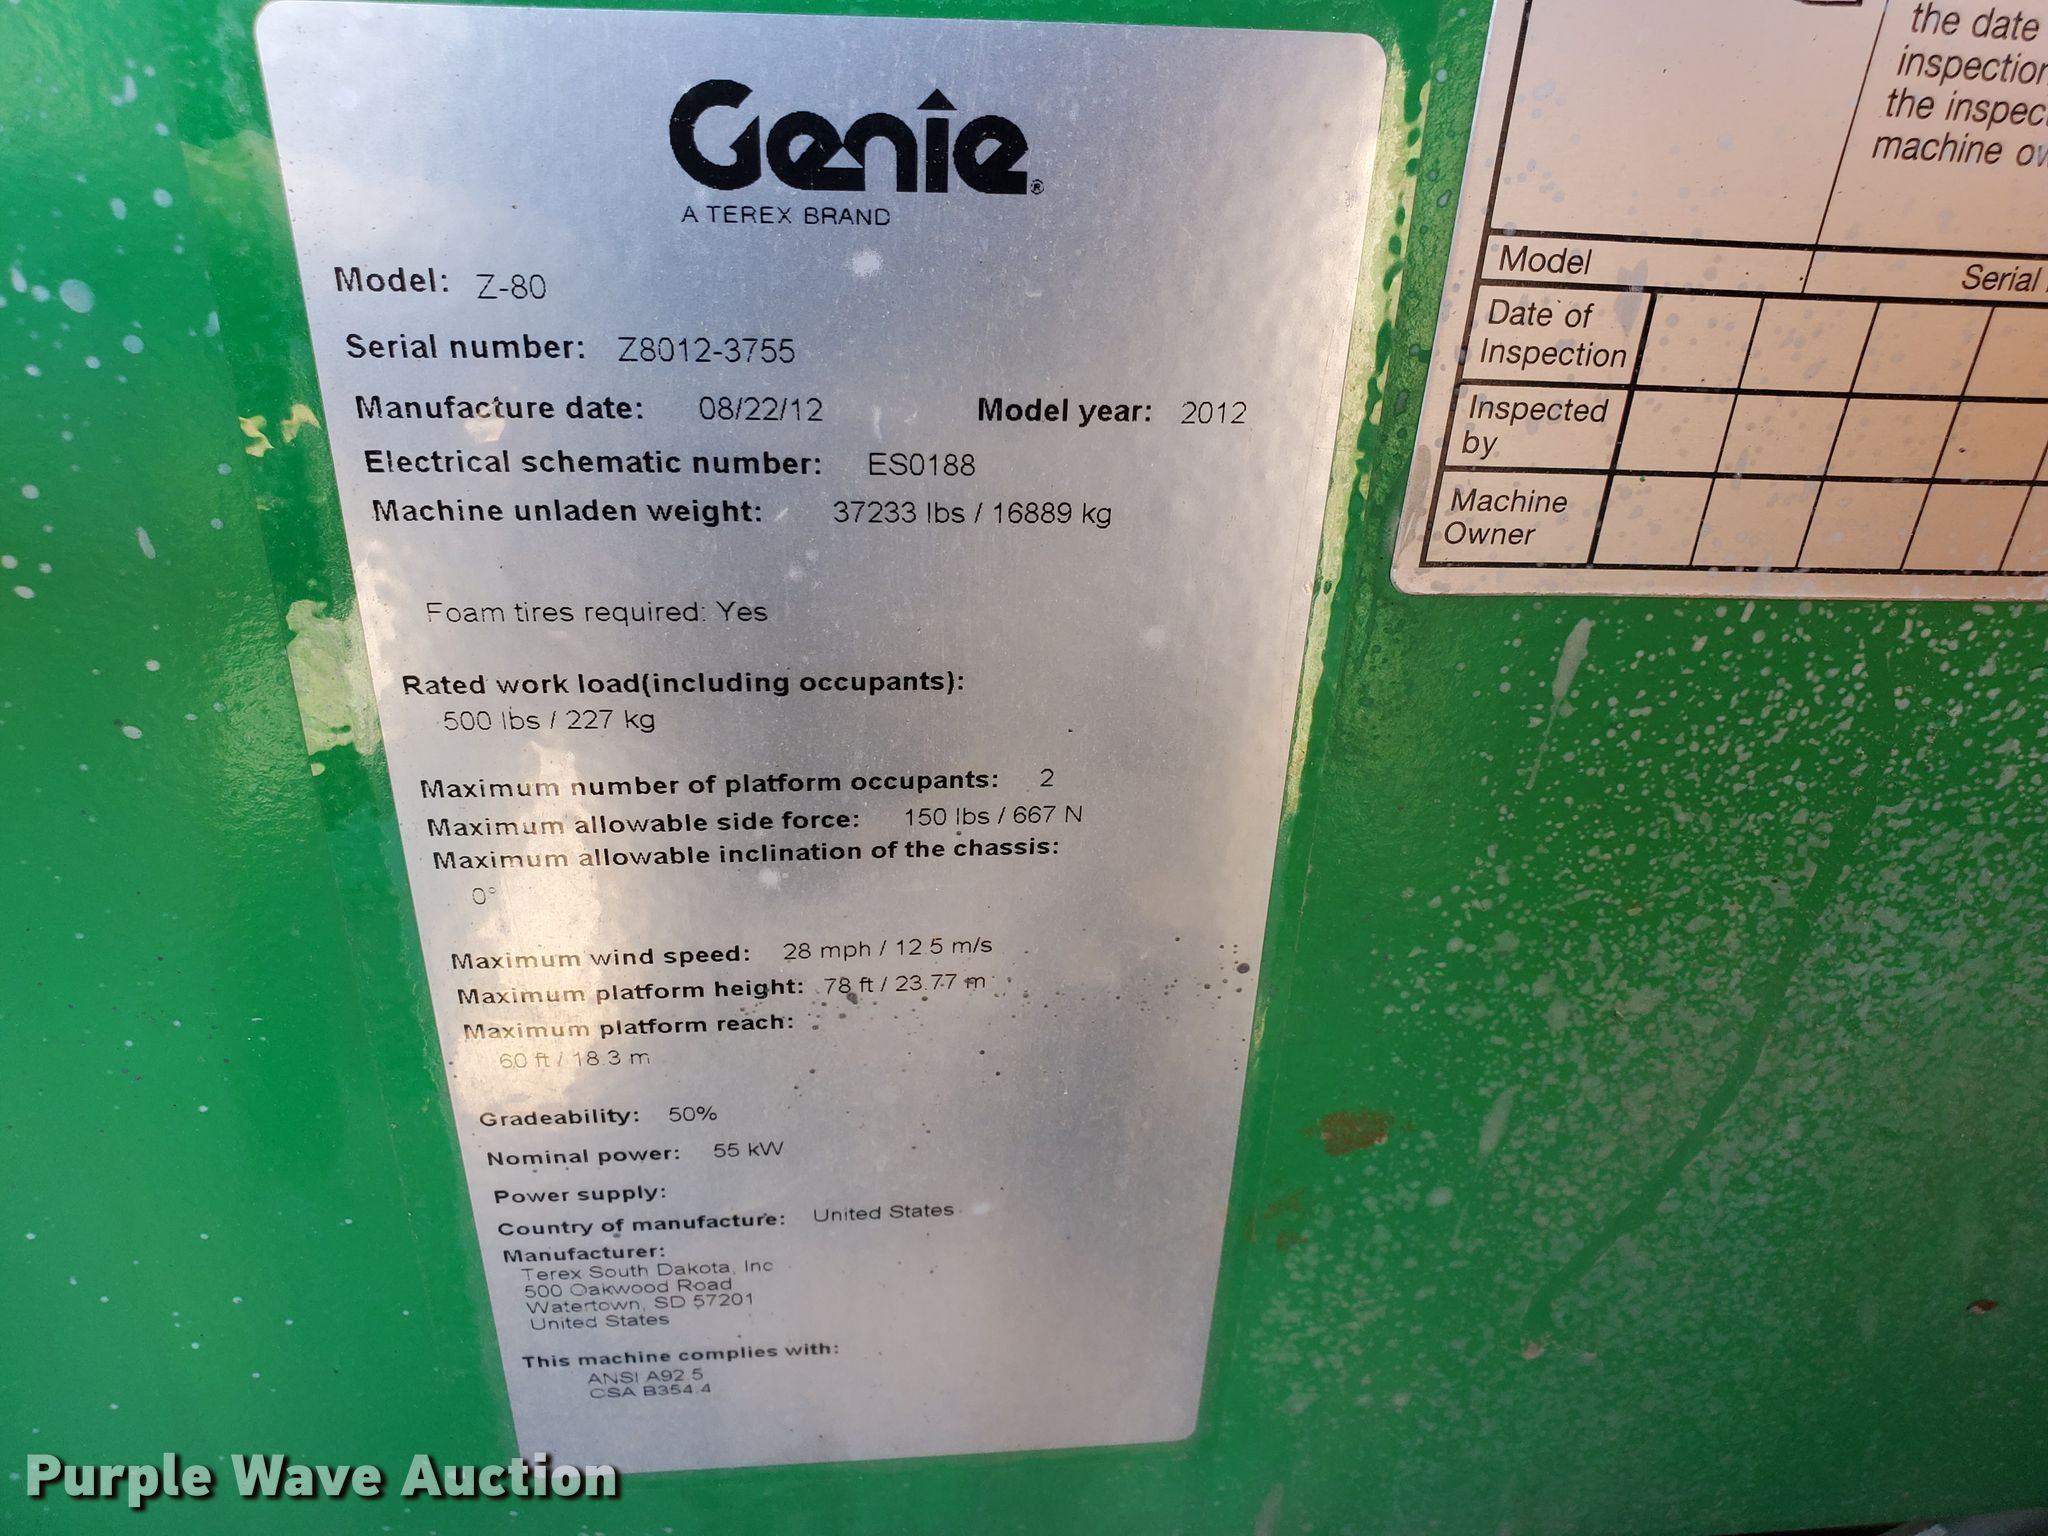 Genie®
A TEREX BRAND
Model: Z-80
Serial number: Z8012-3755
Manufacture date: 08/22/12 Model year: 2012
Electrical schematic number: ES0188
Machine unladen weight: 37233 lbs / 16889 kg
Foam tires required: Yes
Rated work load(including occupants):
500 lbs / 227 kg
Maximum number of platform occupants: 2
Maximum allowable side force: 150 lbs / 667 N
Maximum allowable inclination of the chassis:
0°
Maximum wind speed: 28 mph / 12.5 m/s
Maximum platform height: 78 ft / 23.77 m
Maximum platform reach:
60 ft / 18.3 m
Gradeability: 50%
Nominal power: 55 kW
Power supply:
Country of manufacture: United States
Manufacturer:
Terex South Dakota, Inc
500 Oakwood Road
Watertown, SD 57201
United States
This machine complies with:
ANSI A92.5
CSA B354.4
the date
inspection
the inspec
machine ow
Model Serial
Date of
Inspection
Inspected
by
Machine
Owner
Purple Wave Auction